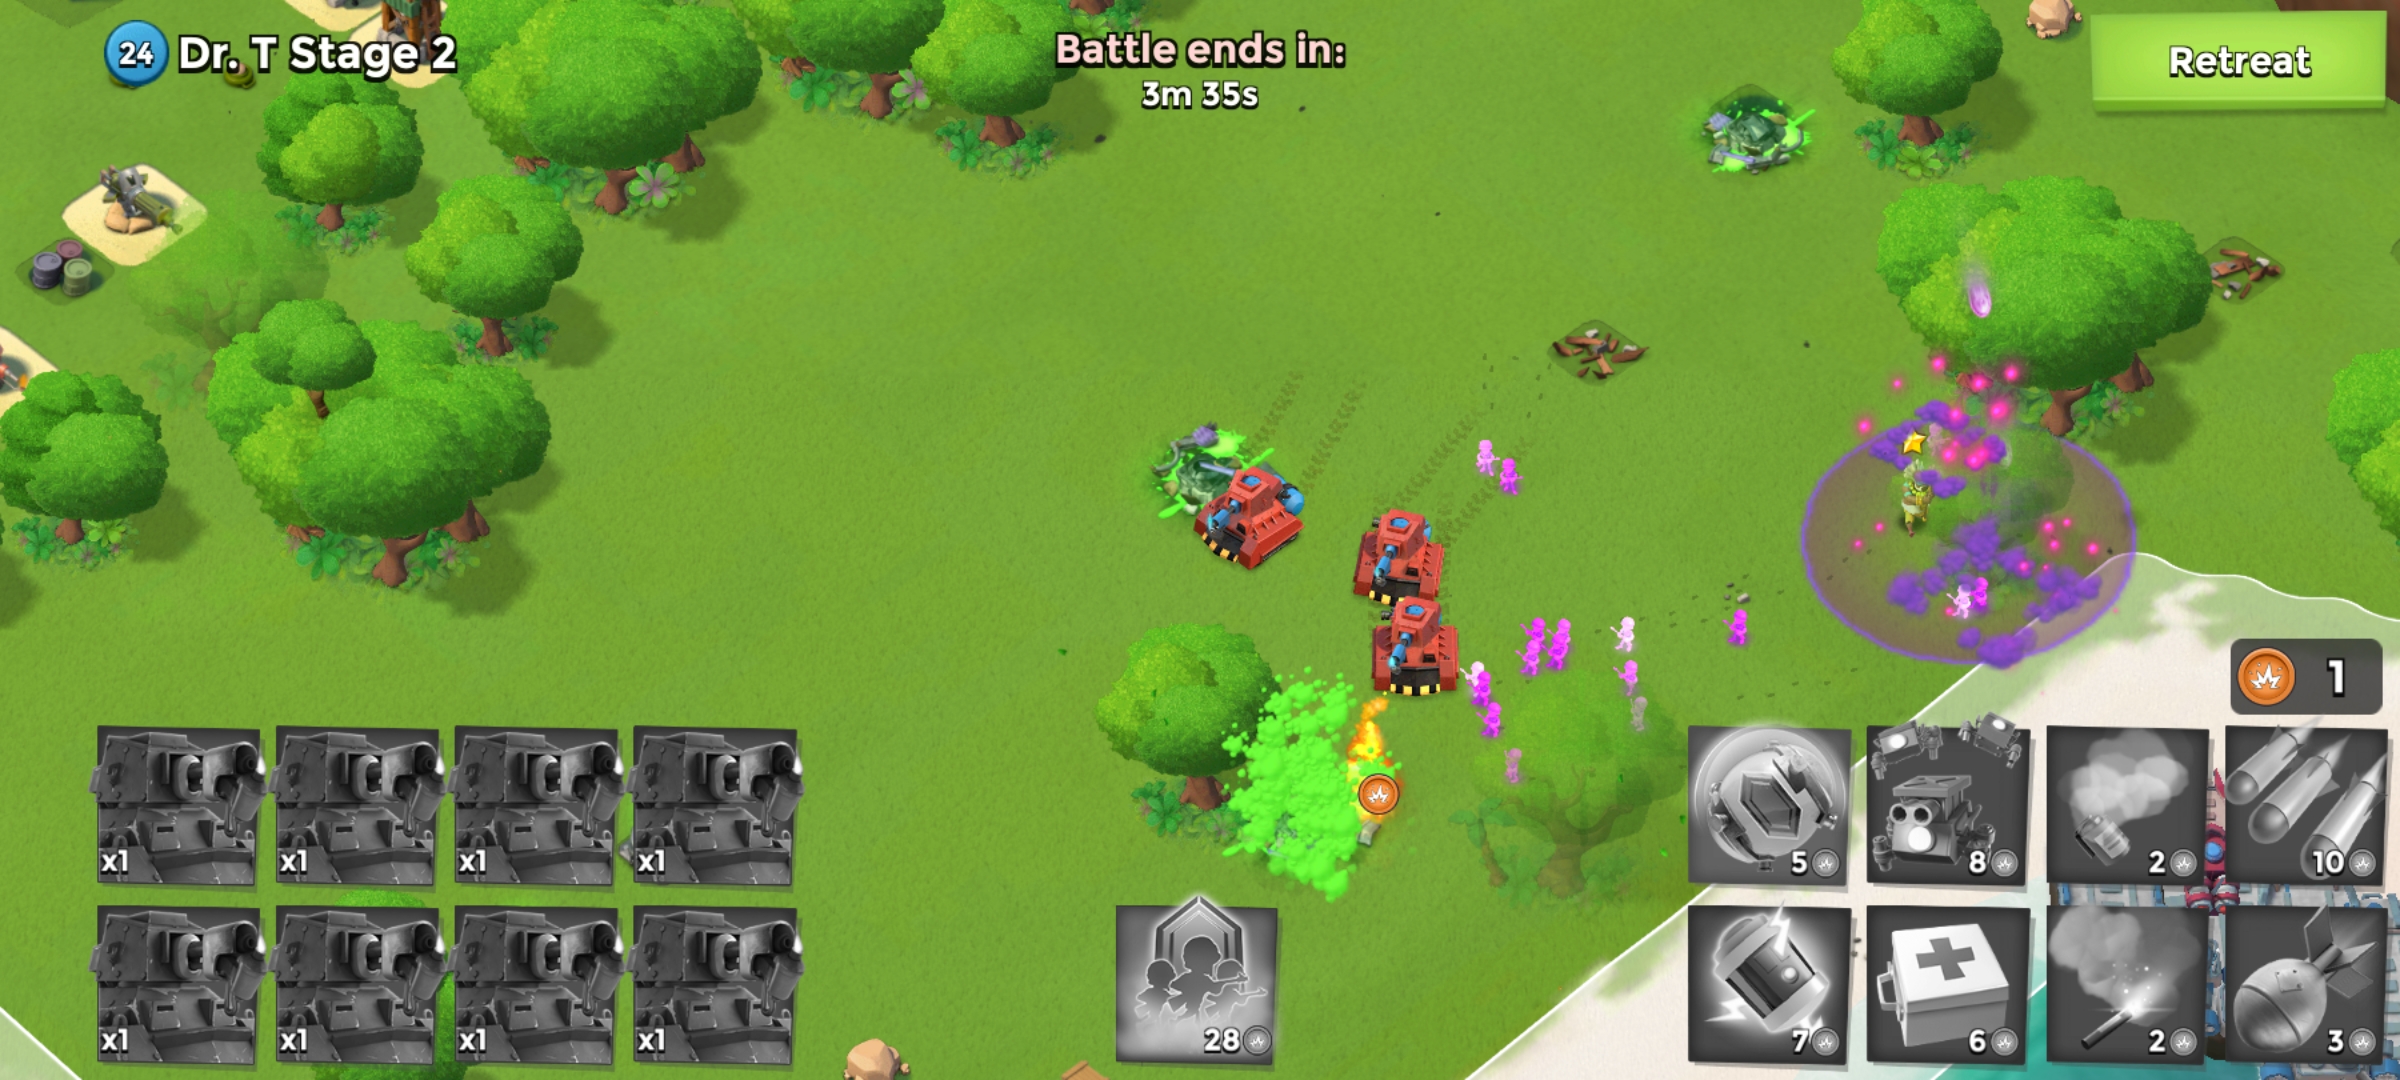 24 Dr. T Stage 2
Battle ends in:
3m 35s
Retreat
1
x1 x1 x1 x1
5 8 2 10
x1 x1 x1 x1
28
7 6 2 3